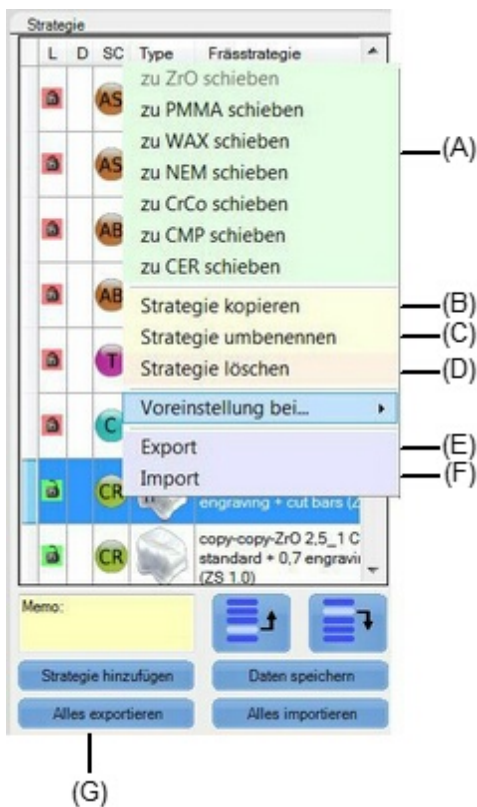 Strategie
L D SC Type Frässtrategie
zu ZrO schieben
AS
zu PMMA schieben
zu WAX schieben
(A)
AS
zu NEM schieben
zu CrCo schieben
AB
zu CMP schieben
zu CER schieben
AB
Strategie kopieren
(B)
Strategie umbenennen
(C)
T
Strategie löschen
(D)
Voreinstellung bei...
C
Export
(E)
Import
(F)
CR
engraving + cut bars (Z
copy-copy-ZrO 2,5_1 C
CR
standard + 0,7 engravi
(ZS 1.0)
Memo:
Strategie hinzufügen Daten speichern
Alles exportieren Alles importieren
(G)